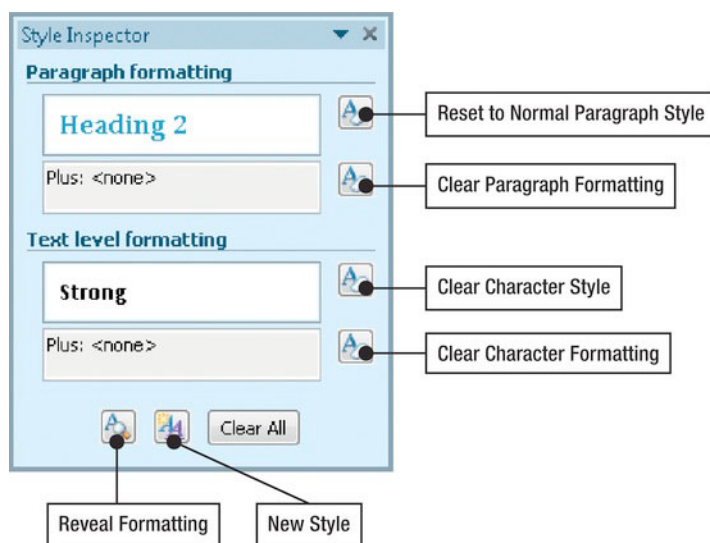 Style Inspector
Paragraph formatting
Heading 2
Reset to Normal Paragraph Style
Plus: <none>
Clear Paragraph Formatting
Text level formatting
Strong
Clear Character Style
Plus: <none>
Clear Character Formatting
Clear All
Reveal Formatting
New Style